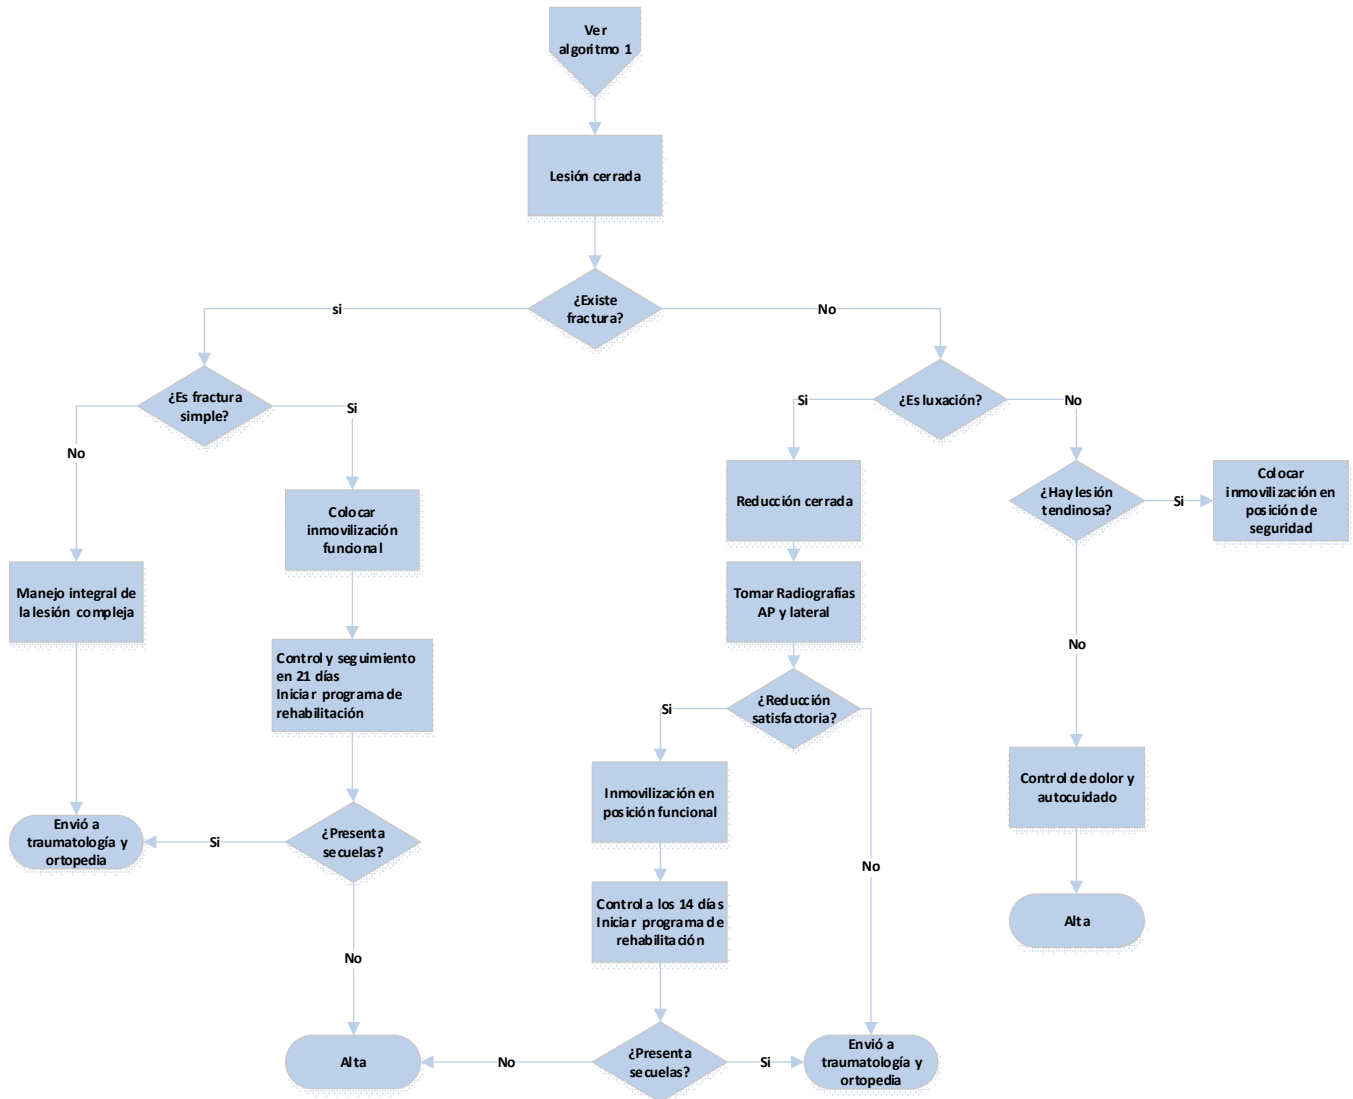 Ver
algoritmo 1
Lesión cerrada
¿Existe
fractura?
si
No
¿Es fractura
simple?
No
Si
Manejo integral de
la lesión compleja
Colocar
inmovilización
funcional
Control y seguimiento
en 21 días
Iniciar programa de
rehabilitación
¿Presenta
secuelas?
Si
Envió a
traumatología y
ortopedia
No
Alta
¿Es luxación?
Si
No
Reducción cerrada
Tomar Radiografías
AP y lateral
¿Reducción
satisfactoria?
Si
No
Inmovilización en
posición funcional
Control a los 14 días
Iniciar programa de
rehabilitación
¿Presenta
secuelas?
No
Si
Envió a
traumatología y
ortopedia
¿Hay lesión
tendinosa?
Si
Colocar
inmovilización en
posición de
seguridad
No
Control de dolor y
autocuidado
Alta